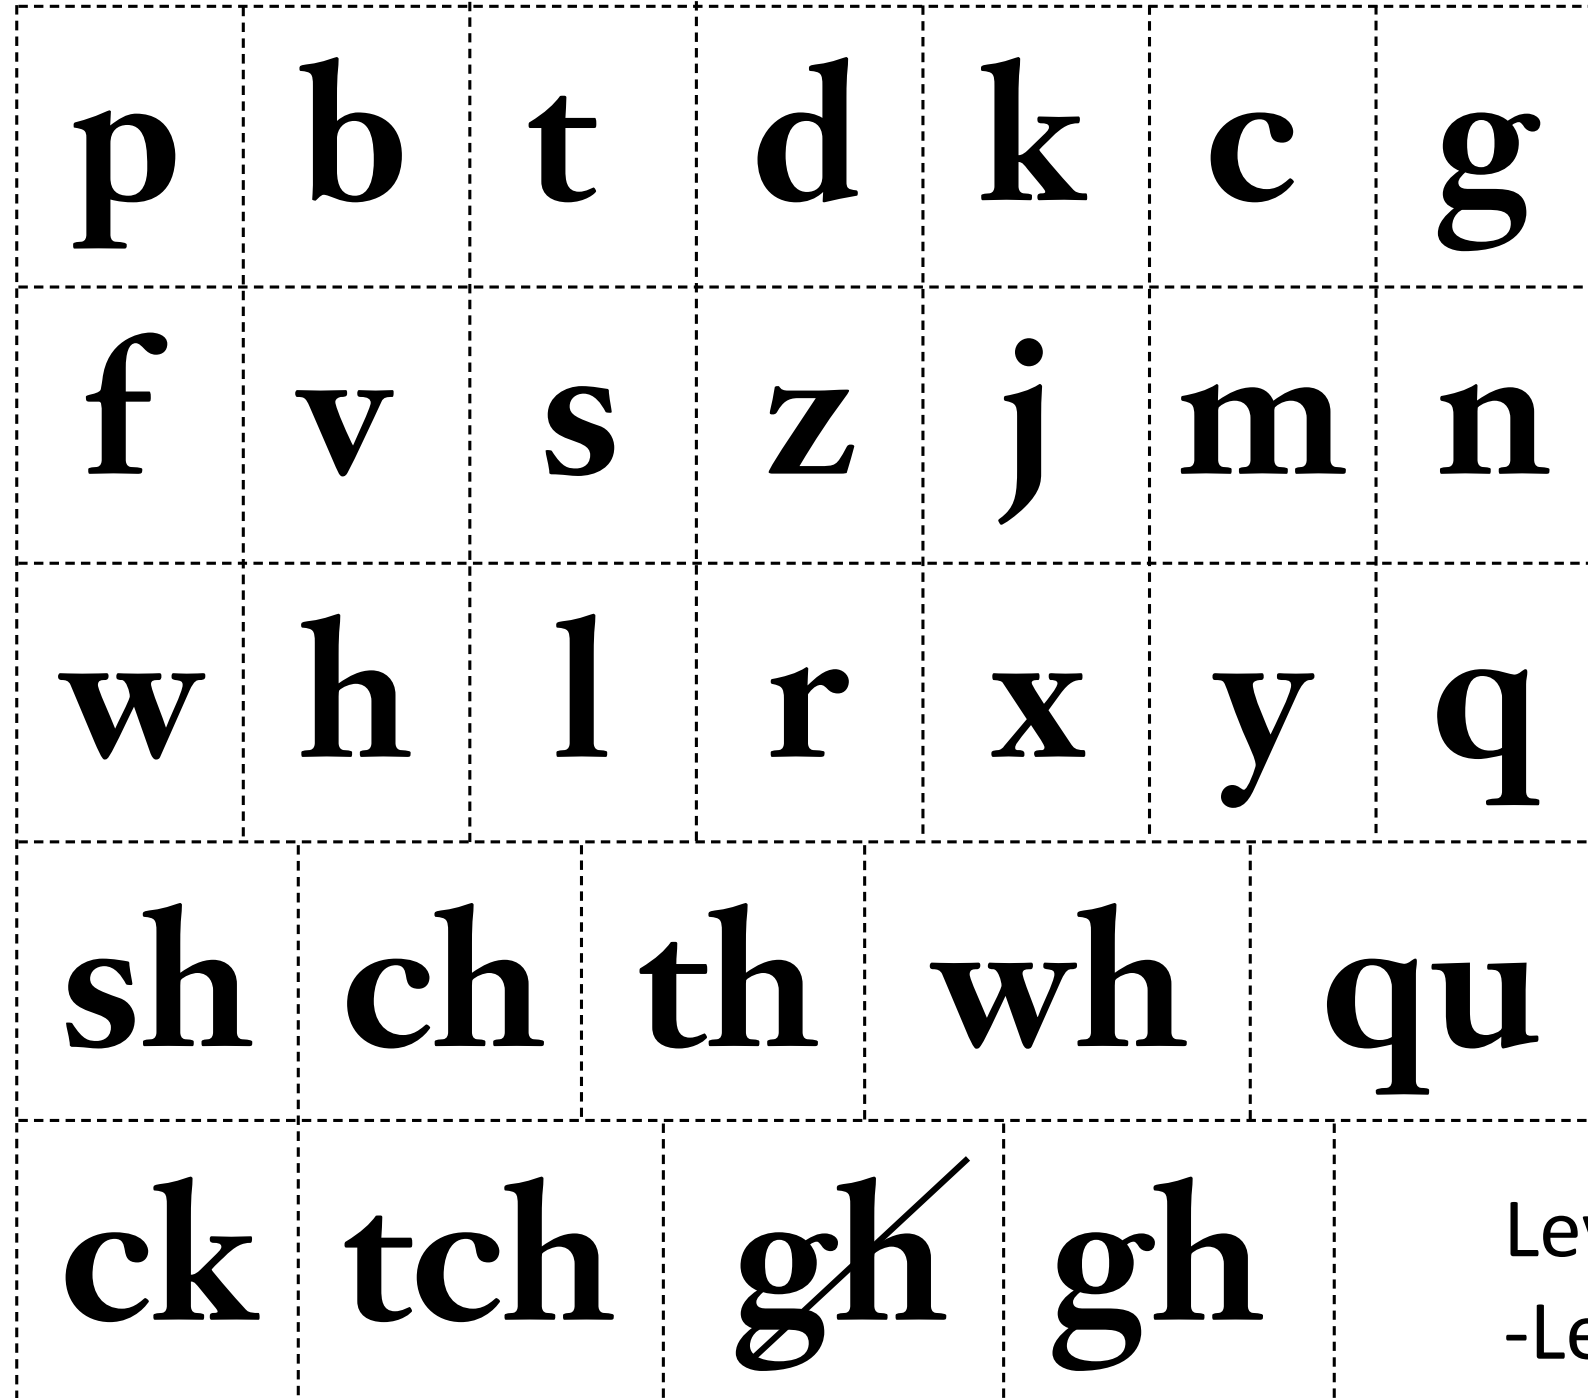 p b t d k c g
f v s z j m n
w h l r x y q
sh ch th wh qu
ck tch gh gh